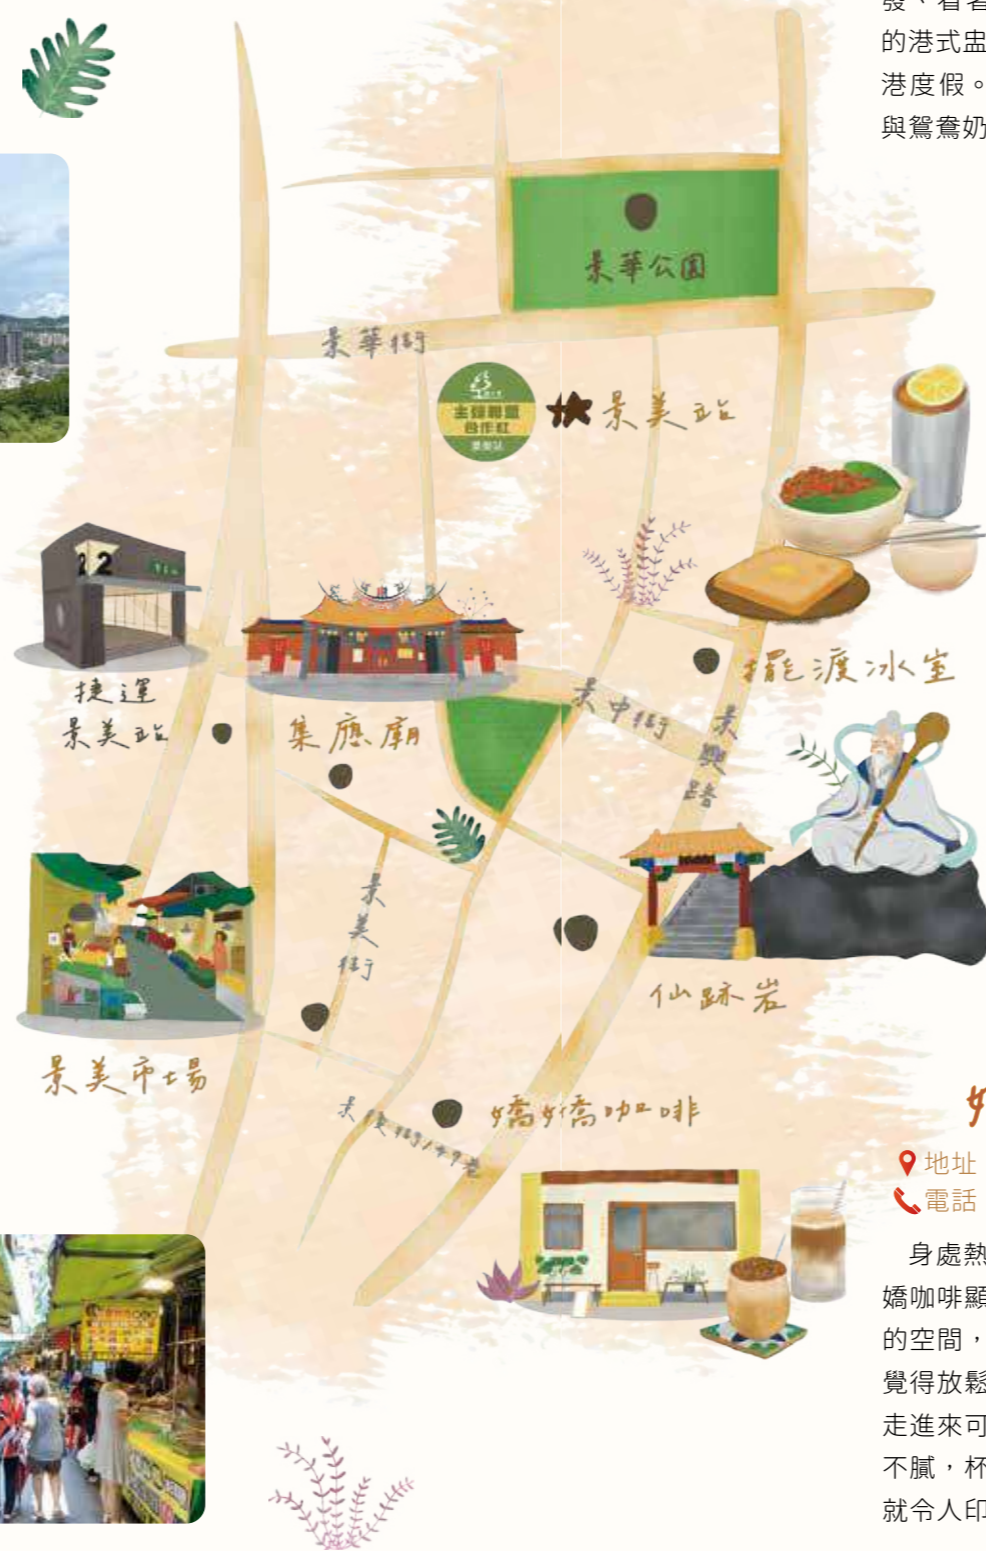 的港式盅
港度假。
與鴛鴦奶
景華公園
景華街
主婦聯盟
合作社
景美站
景美站
22
捷運
景美站
集應廟
擺渡冰室
景中街
景興路
景美街
仙跡岩
景美市場
嬌嬌咖啡
景後街149巷
地址
電話
身處熱
嬌咖啡顯
的空間，
覺得放鬆
走進來可
不膩，杯
就令人印